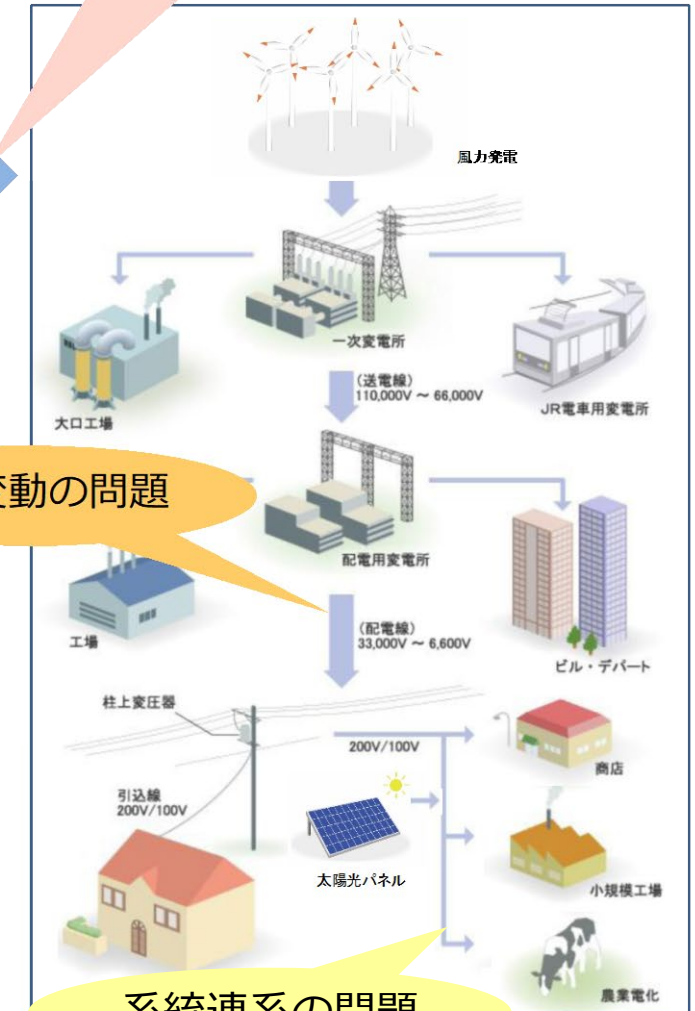 風力発電
一次変電所
(送電線)
110,000V ～ 66,000V
大口工場
JR電車用変電所
変動の問題
配電用変電所
工場
(配電線)
33,000V ～ 6,600V
ビル・デパート
柱上変圧器
200V/100V
商店
引込線
200V/100V
太陽光パネル
小規模工場
農業電化
系統連系の問題